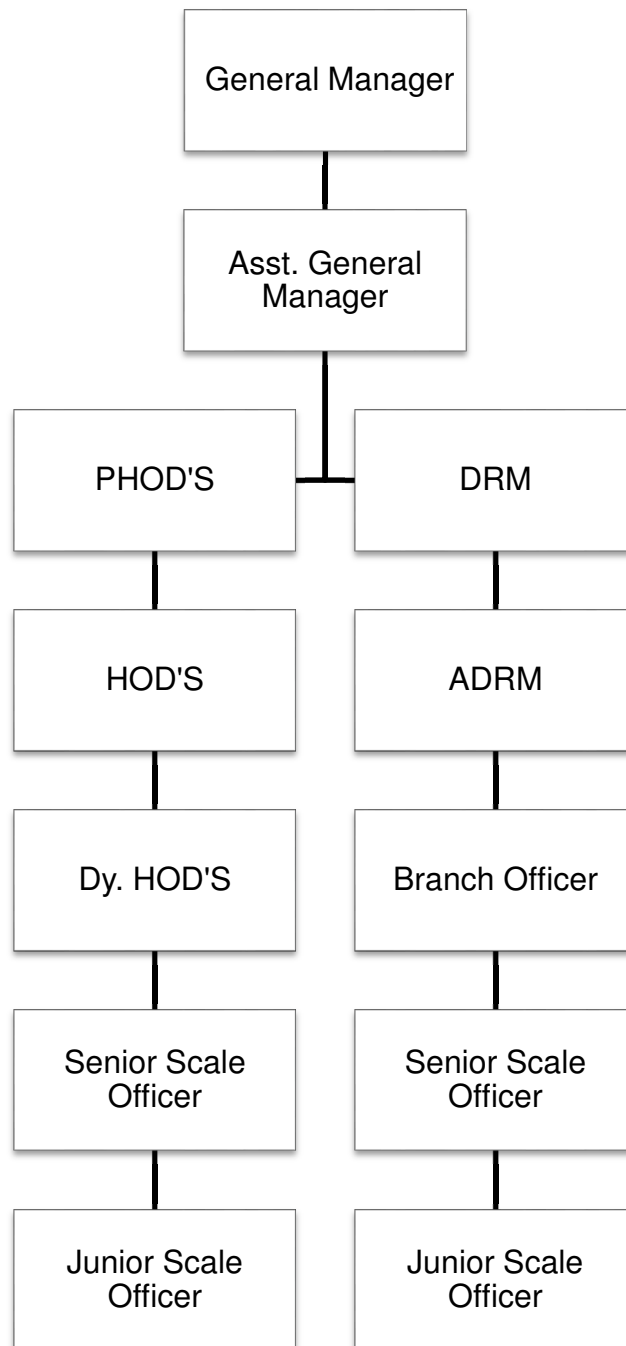 General Manager
Asst. General
Manager
PHOD'S
DRM
HOD'S
ADRM
Dy. HOD'S
Branch Officer
Senior Scale
Officer
Senior Scale
Officer
Junior Scale
Officer
Junior Scale
Officer